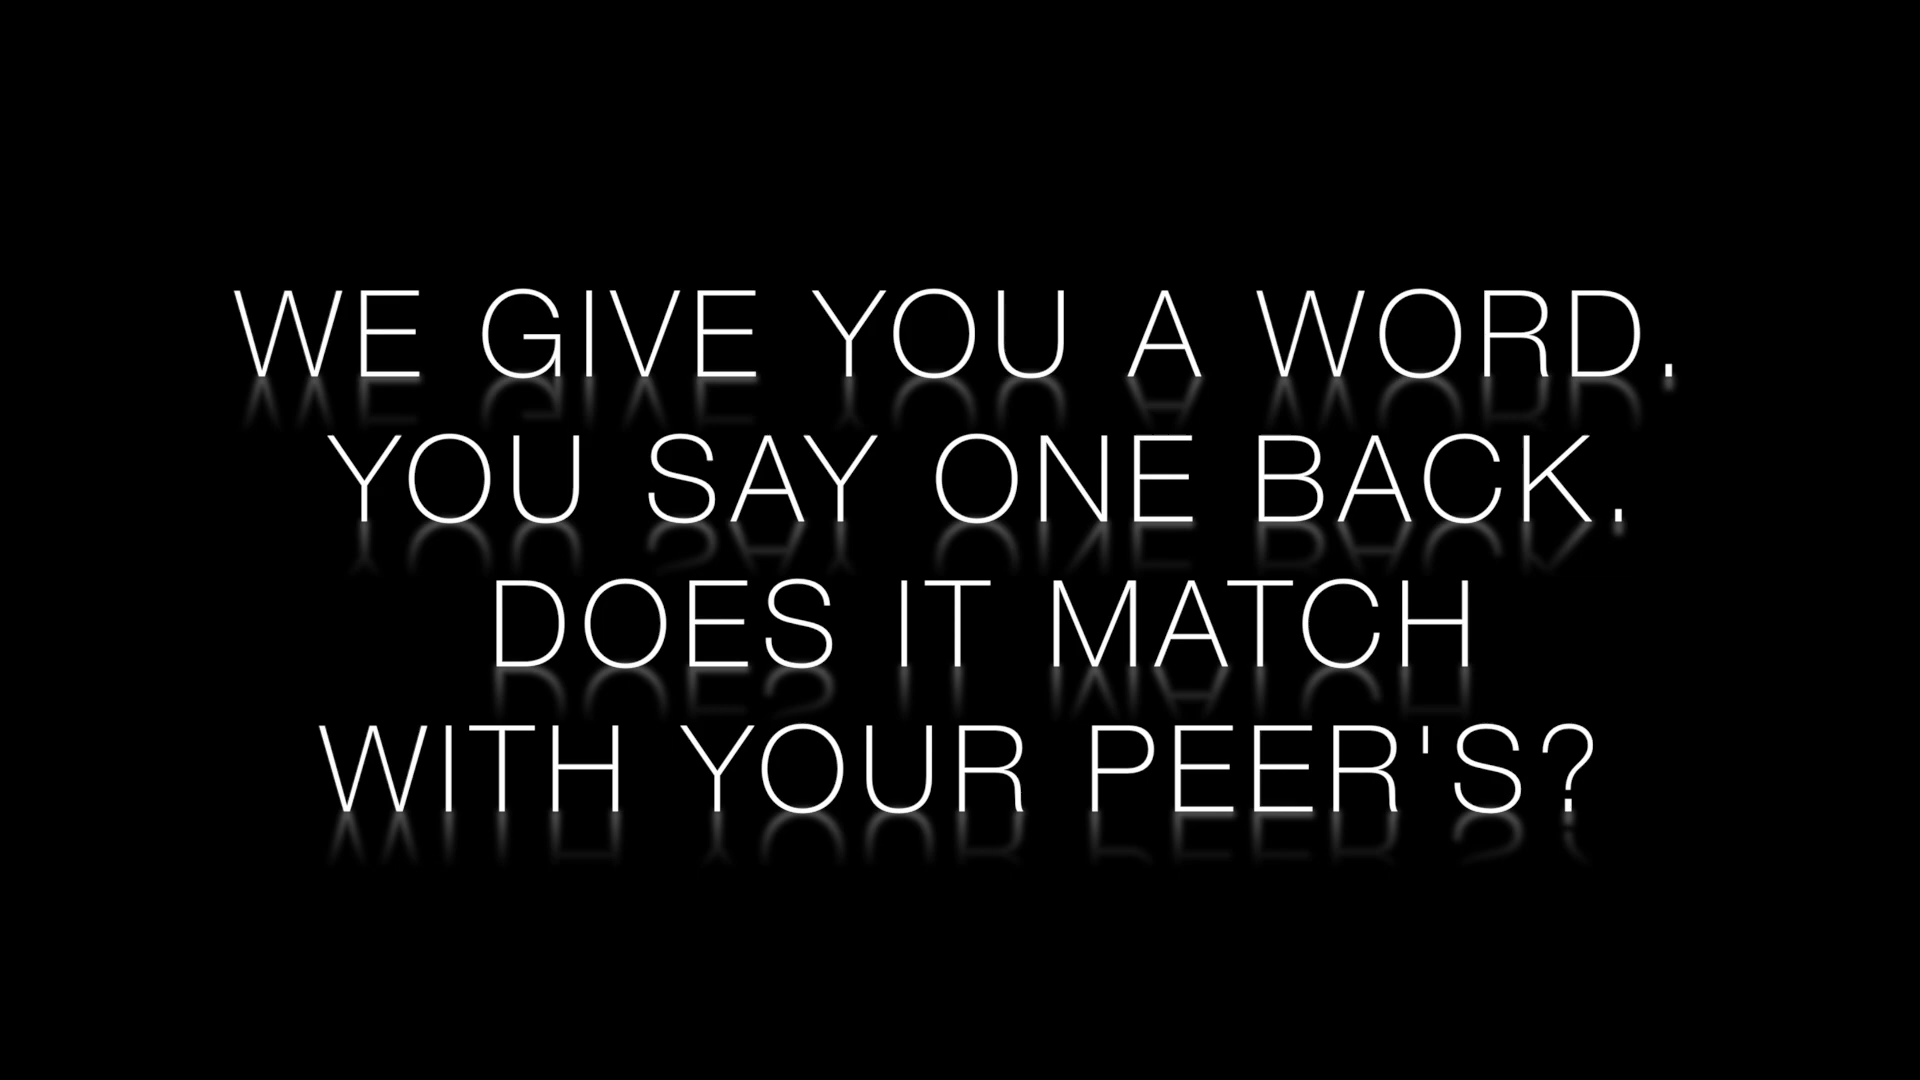 WE GIVE YOU A WORD.
YOU SAY ONE BACK.
DOES IT MATCH
WITH YOUR PEER'S?